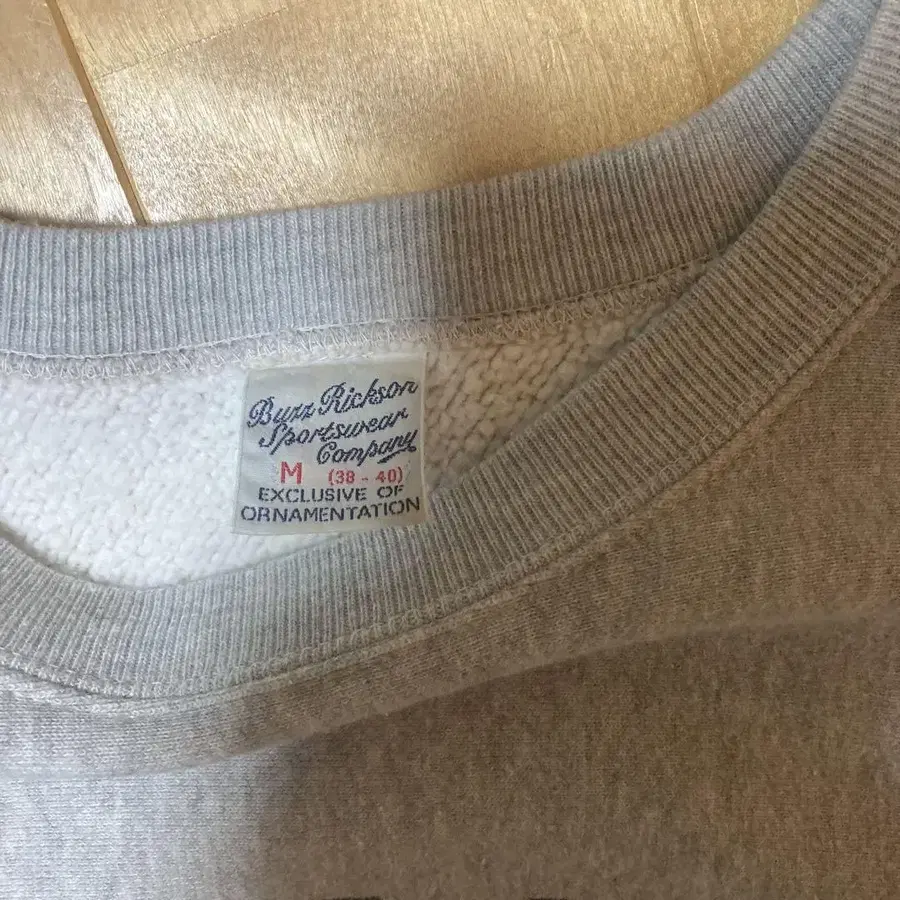 Buzz Rickson
Sportswear
Company
M (38 - 40)
EXCLUSIVE OF
ORNAMENTATION